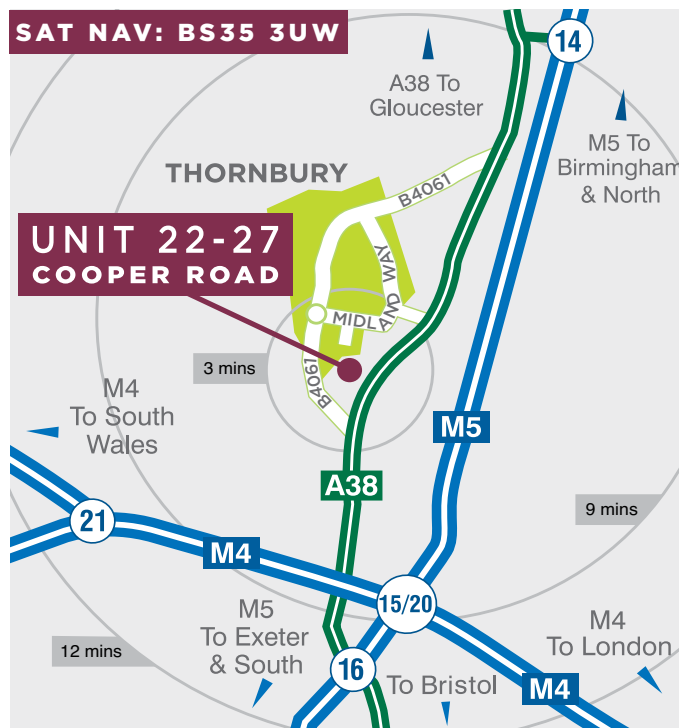 SAT NAV: BS35 3UW
14
A38 To
Gloucester
M5 To
Birmingham
& North
THORNBURY
B4061
UNIT 22-27
COOPER ROAD
MIDLAND WAY
3 mins
B4061
M4
To South
Wales
M5
A38
9 mins
21
M4
15/20
M5
To Exeter
& South
M4
To London
12 mins
16
To Bristol
M4